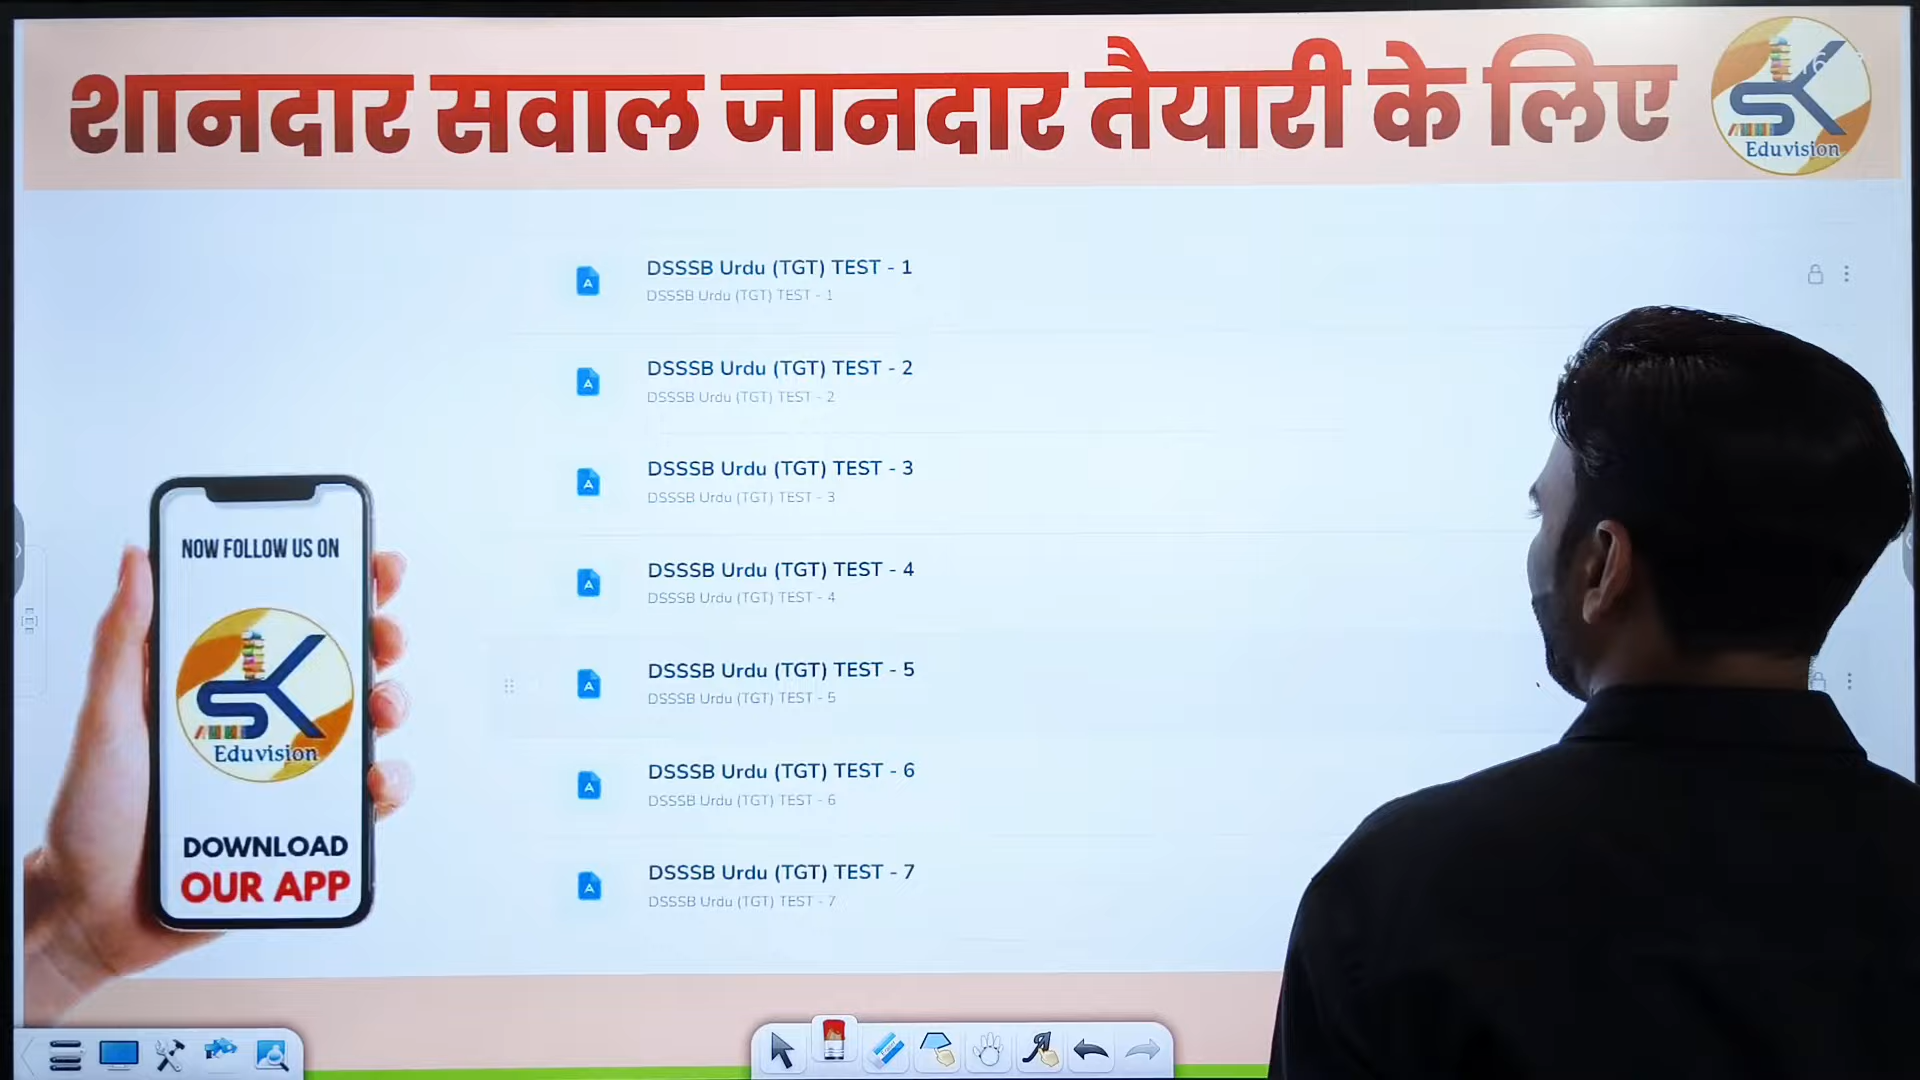 शानदार सवाल जानदार तैयारी के लिए
SK
Eduvision
DSSSB Urdu (TGT) TEST - 1
DSSSB Urdu (TGT) TEST - 1
DSSSB Urdu (TGT) TEST - 2
DSSSB Urdu (TGT) TEST - 2
DSSSB Urdu (TGT) TEST - 3
DSSSB Urdu (TGT) TEST - 3
DSSSB Urdu (TGT) TEST - 4
DSSSB Urdu (TGT) TEST - 4
DSSSB Urdu (TGT) TEST - 5
DSSSB Urdu (TGT) TEST - 5
DSSSB Urdu (TGT) TEST - 6
DSSSB Urdu (TGT) TEST - 6
DSSSB Urdu (TGT) TEST - 7
DSSSB Urdu (TGT) TEST - 7
NOW FOLLOW US ON
SK
Eduvision
DOWNLOAD
OUR APP